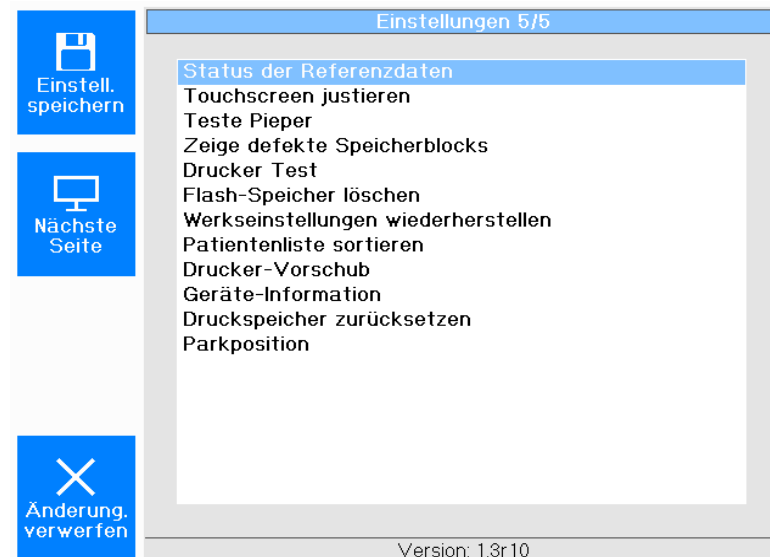 Einstellungen 5/5
Einstell.
speichern
Nächste
Seite
Änderung.
verwerfen
Status der Referenzdaten
Touchscreen justieren
Teste Pieper
Zeige defekte Speicherblocks
Drucker Test
Flash-Speicher löschen
Werkseinstellungen wiederherstellen
Patientenliste sortieren
Drucker-Vorschub
Geräte-Information
Druckspeicher zurücksetzen
Parkposition
Version: 1.3r10